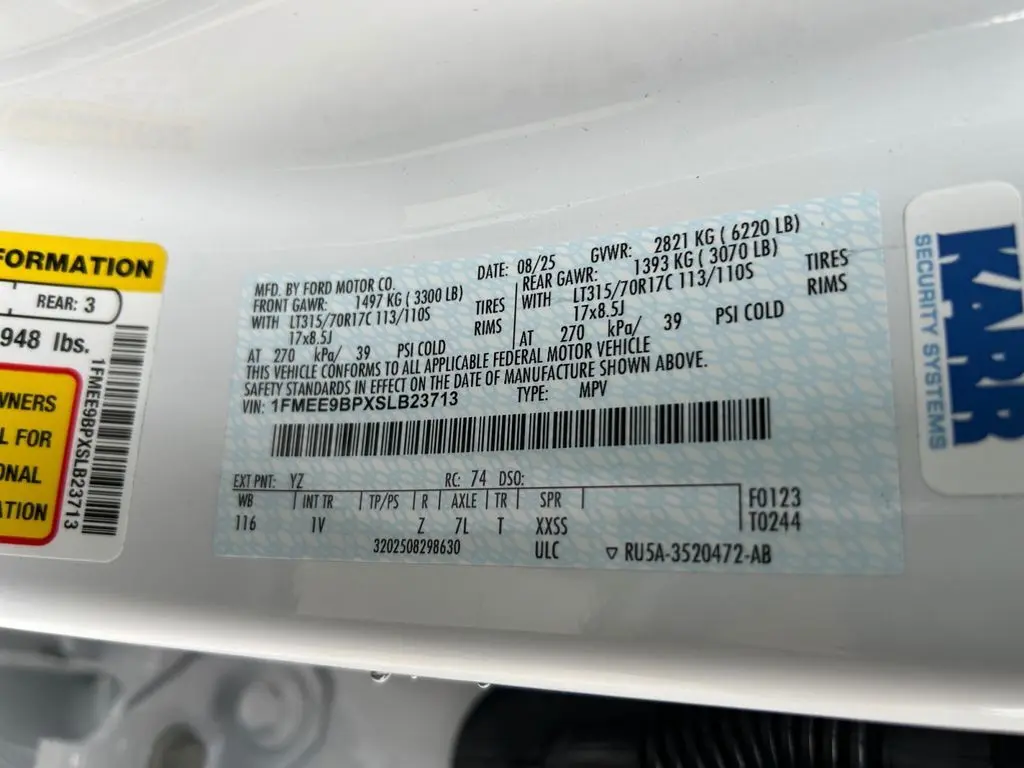 FORMATION
REAR: 3
948 lbs.
WNERS
L FOR
ONAL
ATION
1FMEE9BPXSLB23713
MFD. BY FORD MOTOR CO. DATE: 08/25 GVWR: 2821 KG ( 6220 LB)
FRONT GAWR: 1497 KG ( 3300 LB) REAR GAWR: 1393 KG ( 3070 LB)
WITH LT315/70R17C 113/110S TIRES WITH LT315/70R17C 113/110S TIRES
17x8.5J RIMS 17x8.5J RIMS
AT 270 kPa/ 39 PSI COLD AT 270 kPa/ 39 PSI COLD
THIS VEHICLE CONFORMS TO ALL APPLICABLE FEDERAL MOTOR VEHICLE
SAFETY STANDARDS IN EFFECT ON THE DATE OF MANUFACTURE SHOWN ABOVE.
VIN: 1FMEE9BPXSLB23713 TYPE: MPV
EXT PNT: YZ RC: 74 DSO:
WB INT TR TP/PS R AXLE TR SPR F0123
116 1V Z 7L T XXSS T0244
3202508298630 ULC ▽ RU5A-3520472-AB
KARR
SECURITY SYSTEMS